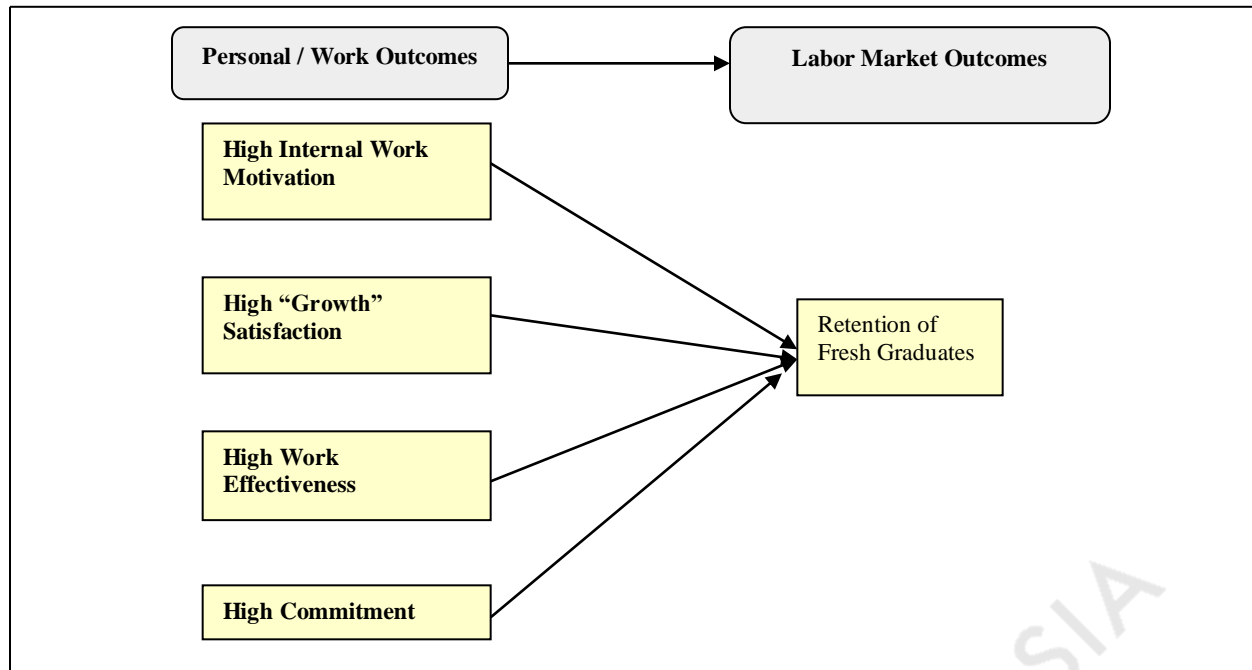 Personal / Work Outcomes
Labor Market Outcomes
High Internal Work
Motivation
High “Growth”
Satisfaction
Retention of
Fresh Graduates
High Work
Effectiveness
High Commitment
SIA